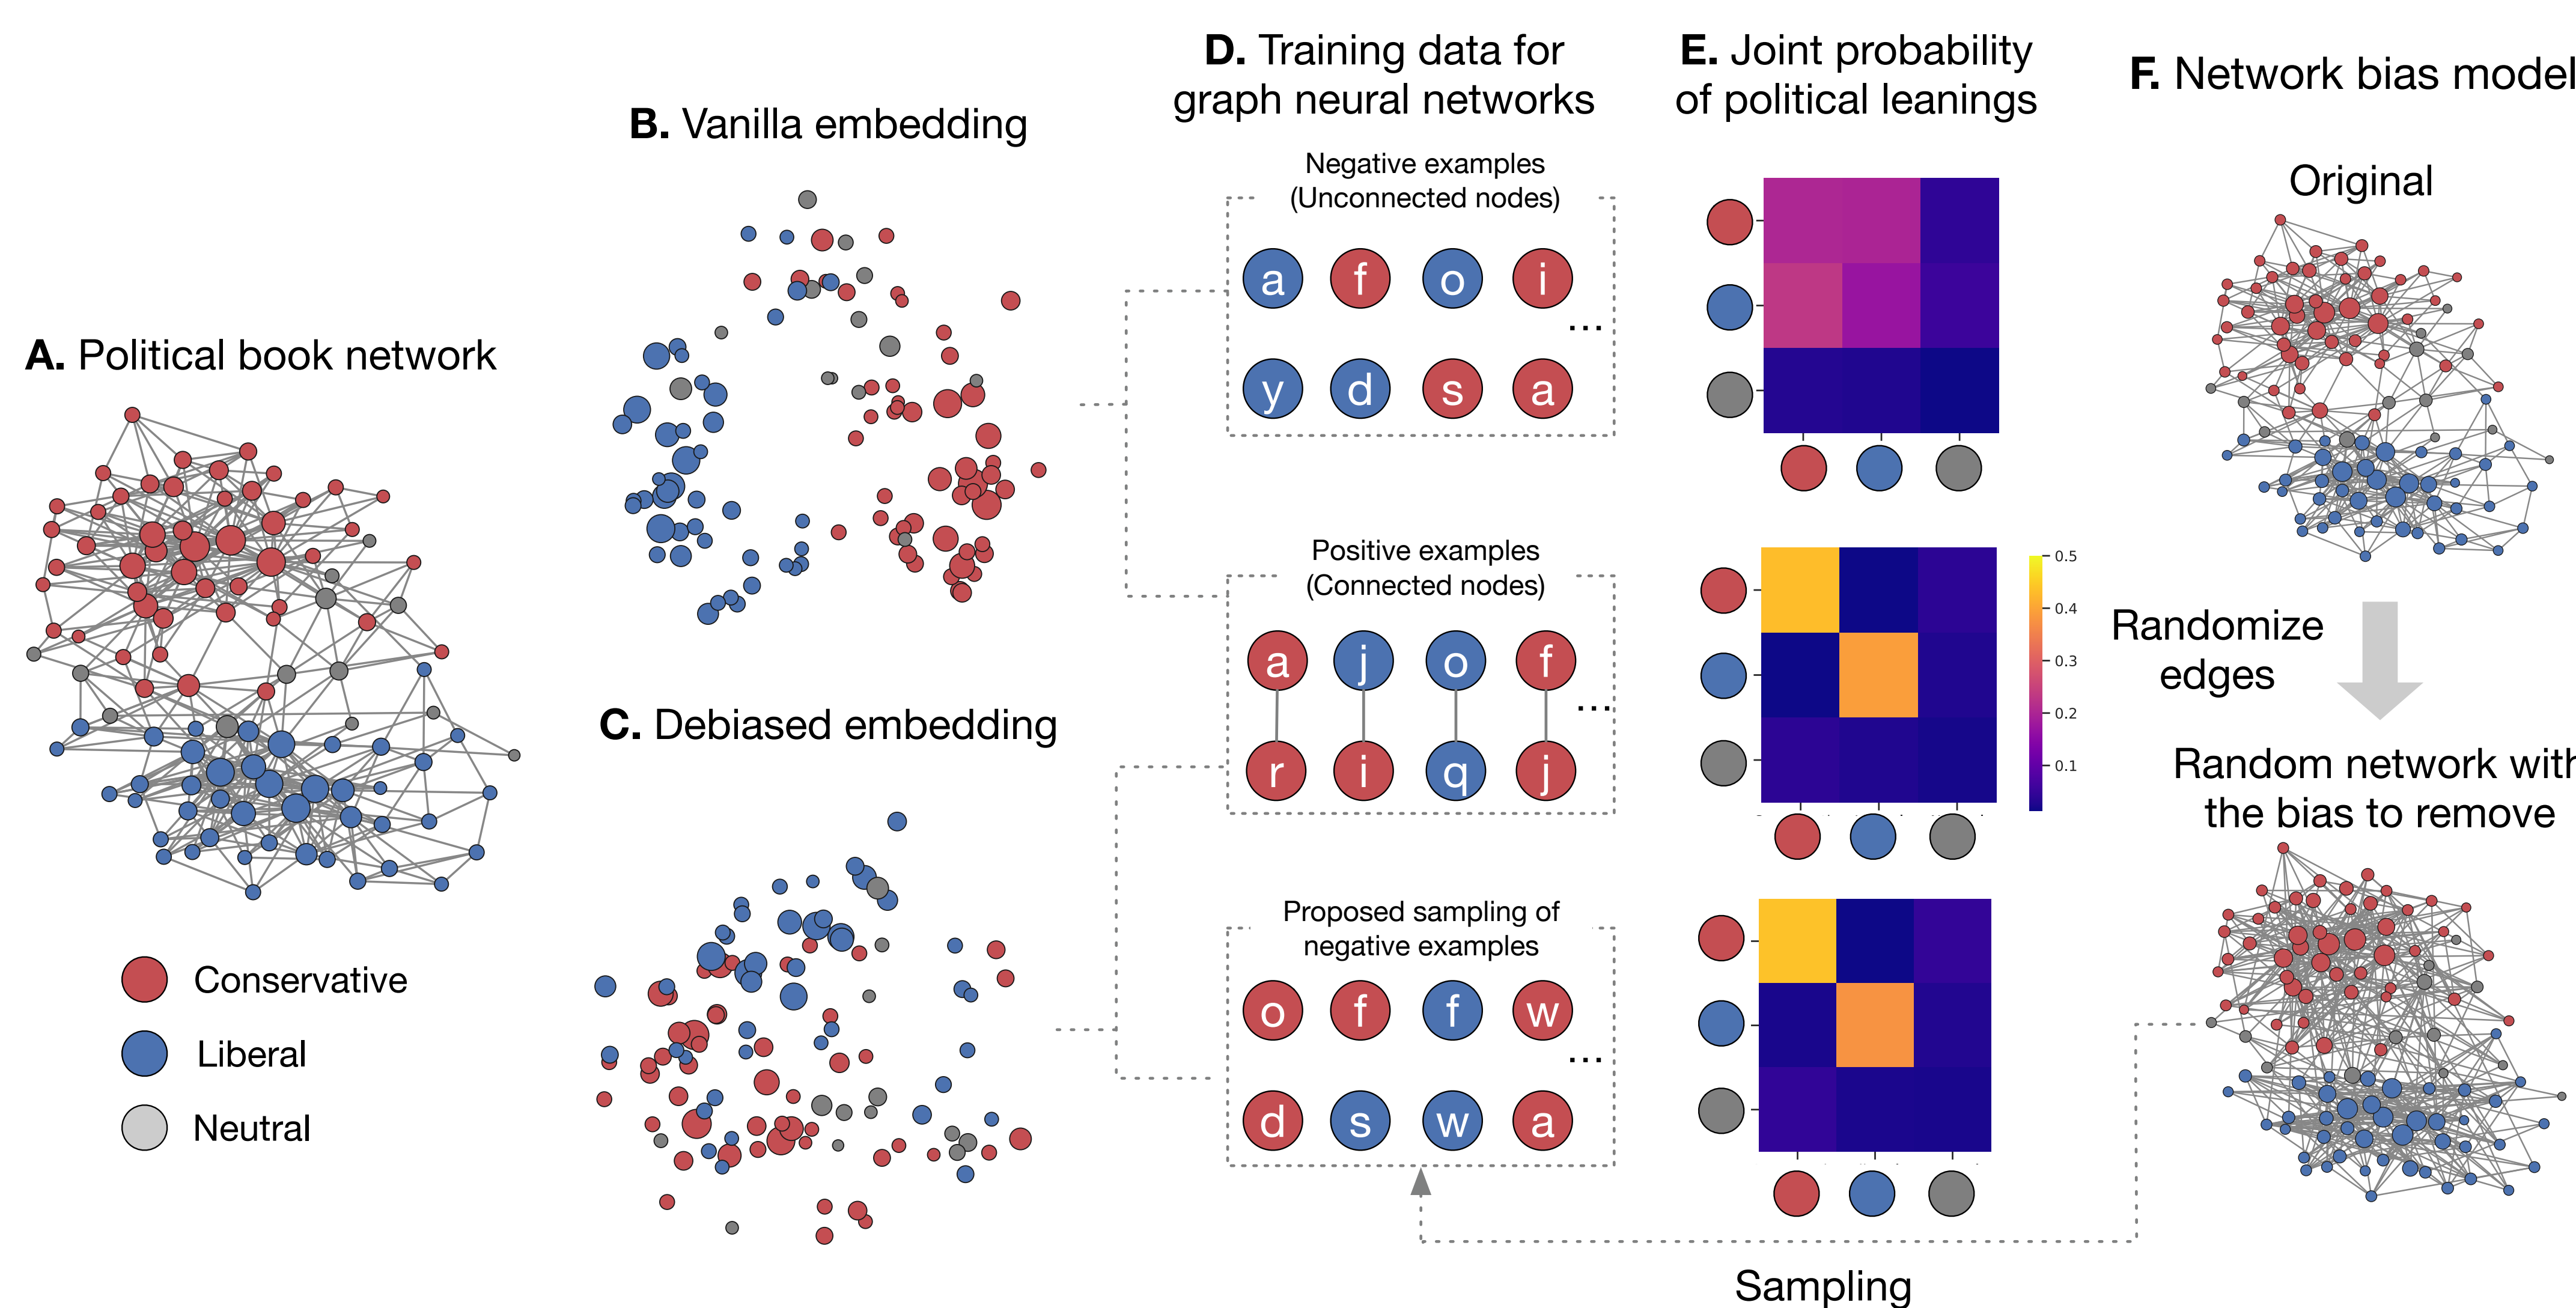 A. Political book network
Conservative
Liberal
Neutral
B. Vanilla embedding
C. Debiased embedding
D. Training data for
graph neural networks
Negative examples
(Unconnected nodes)
a f o i
...
y d s a
Positive examples
(Connected nodes)
a j o f
...
r i q j
Proposed sampling of
negative examples
o f f w
...
d s w a
E. Joint probability
of political leanings
0.5
0.4
0.3
0.2
0.1
Sampling
F. Network bias model
Original
Randomize
edges
Random network with
the bias to remove